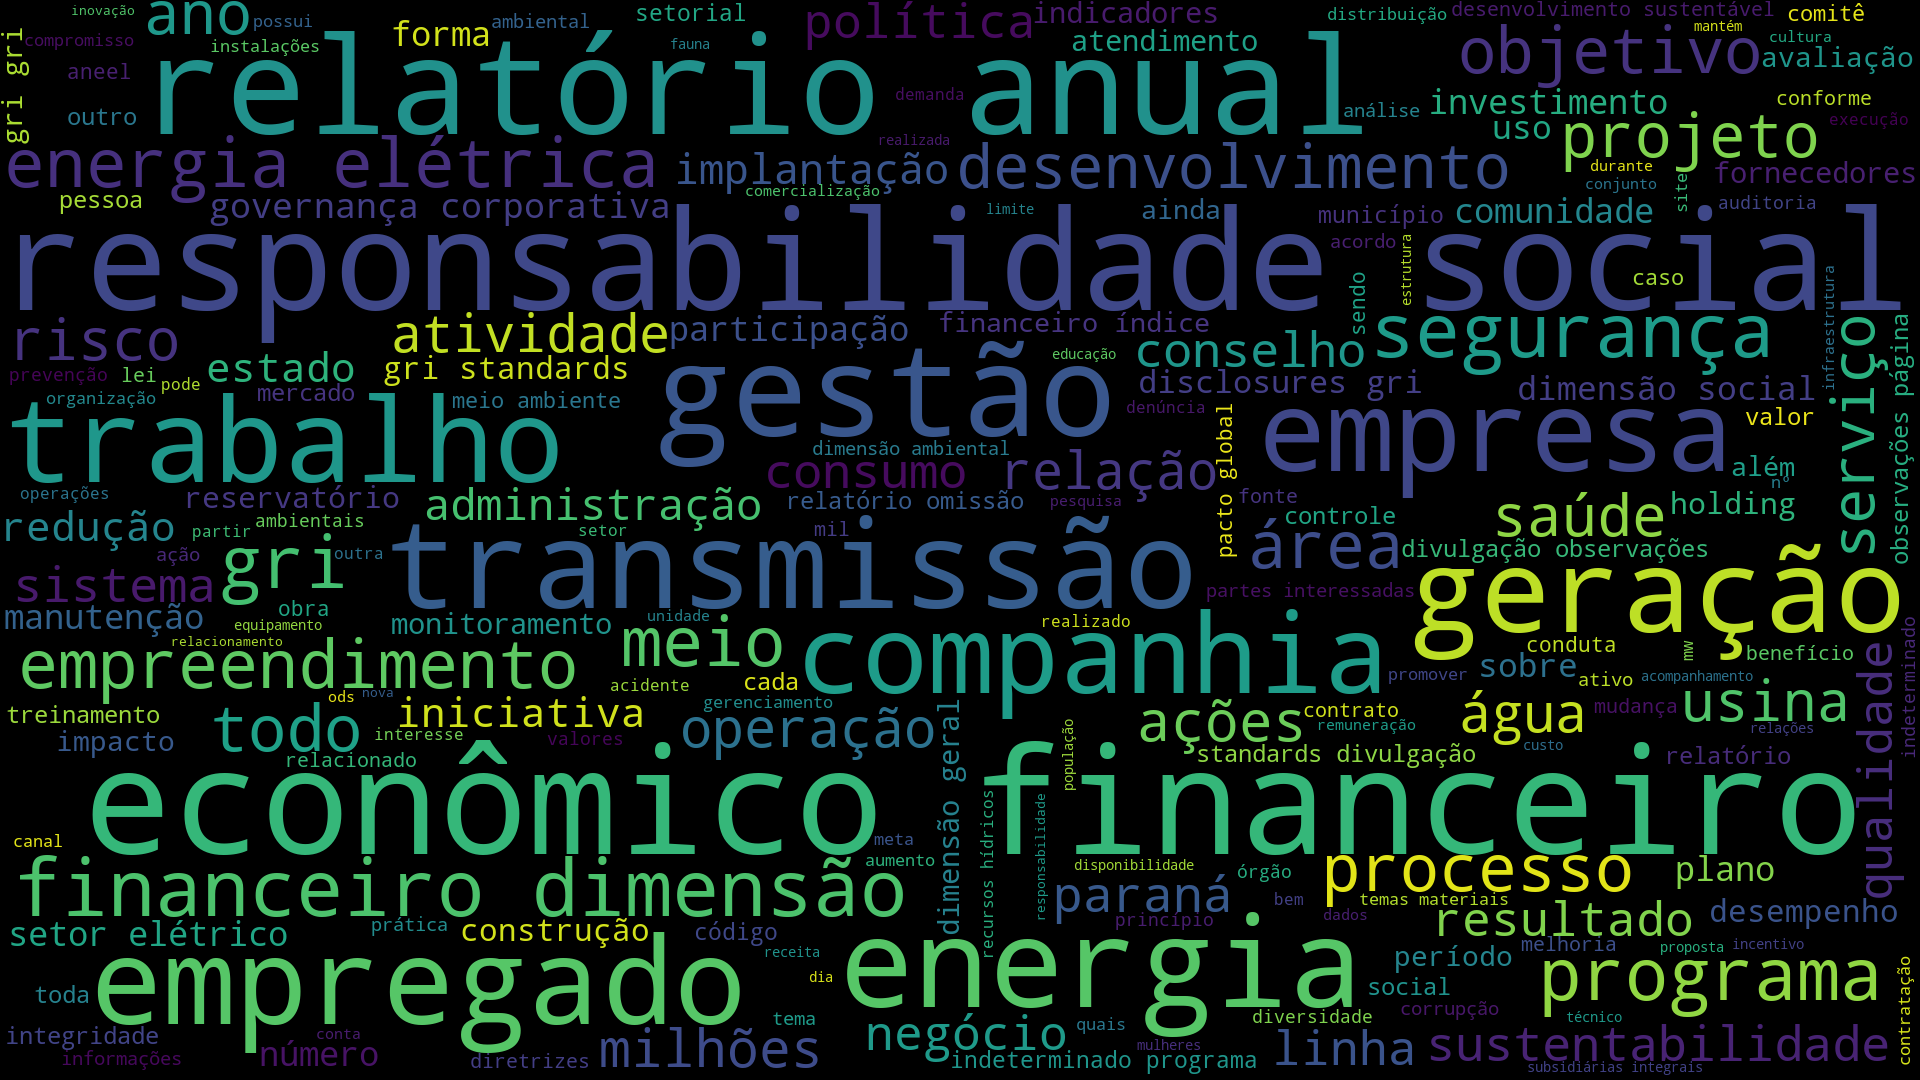 inovação
ano
possui
ambiental
setorial
política
indicadores
distribuição
desenvolvimento sustentável
comitê
compromisso
instalações
forma
fauna
atendimento
mantém
cultura
objetivo
avaliação
gri gri
aneel
relatório anual
demanda
análise
investimento
conforme
outro
uso
projeto
execução
energia elétrica
implantação
realizada
desenvolvimento
durante
fornecedores
pessoa
comercialização
conjunto
site
governança corporativa
limite
ainda
município
comunidade
auditoria
responsabilidade social
acordo
estrutura
caso
sendo
infraestrutura
risco
atividade
participação
financeiro índice
conselho
segurança
serviço
observações página
prevenção
lei
pode
estado
gri standards
educação
organização
mercado
meio ambiente
gestão
disclosures gri
dimensão social
trabalho
denúncia
pacto global
empresa
valor
dimensão ambiental
consumo
relação
além
nº
operações
reservatório
administração
relatório omissão
pesquisa
fonte
holding
redução
partir
ambientais
setor
mil
controle
saúde
ação
gri
outra
transmissão
área
divulgação observações
sistema
partes interessadas
geração
manutenção
obra
equipamento
monitoramento
unidade
realizado
relacionamento
meio
companhia
conduta
mw
benefício
indeterminado
empreendimento
acidente
cada
promover
sobre
ativo
acompanhamento
qualidade
ods
nova
gerenciamento
treinamento
todo
iniciativa
operação
dimensão geral
ações
contrato
água
mudança
usina
impacto
interesse
valores
população
remuneração
custo
relações
relacionado
standards divulgação
relatório
econômico financeiro
recursos hídricos
responsabilidade
canal
meta
financeiro dimensão
aumento
disponibilidade
órgão
processo
plano
paraná
bem
temas materiais
setor elétrico
prática
construção
código
princípio
dados
resultado
desempenho
receita
melhoria
proposta
incentivo
empregado
dia
energia
período
programa
contratação
toda
social
integridade
conta
tema
negócio
quais
diversidade
corrupção
técnico
informações
número
diretrizes
milhões
indeterminado programa
mulheres
linha
sustentabilidade
subsidiárias integrais